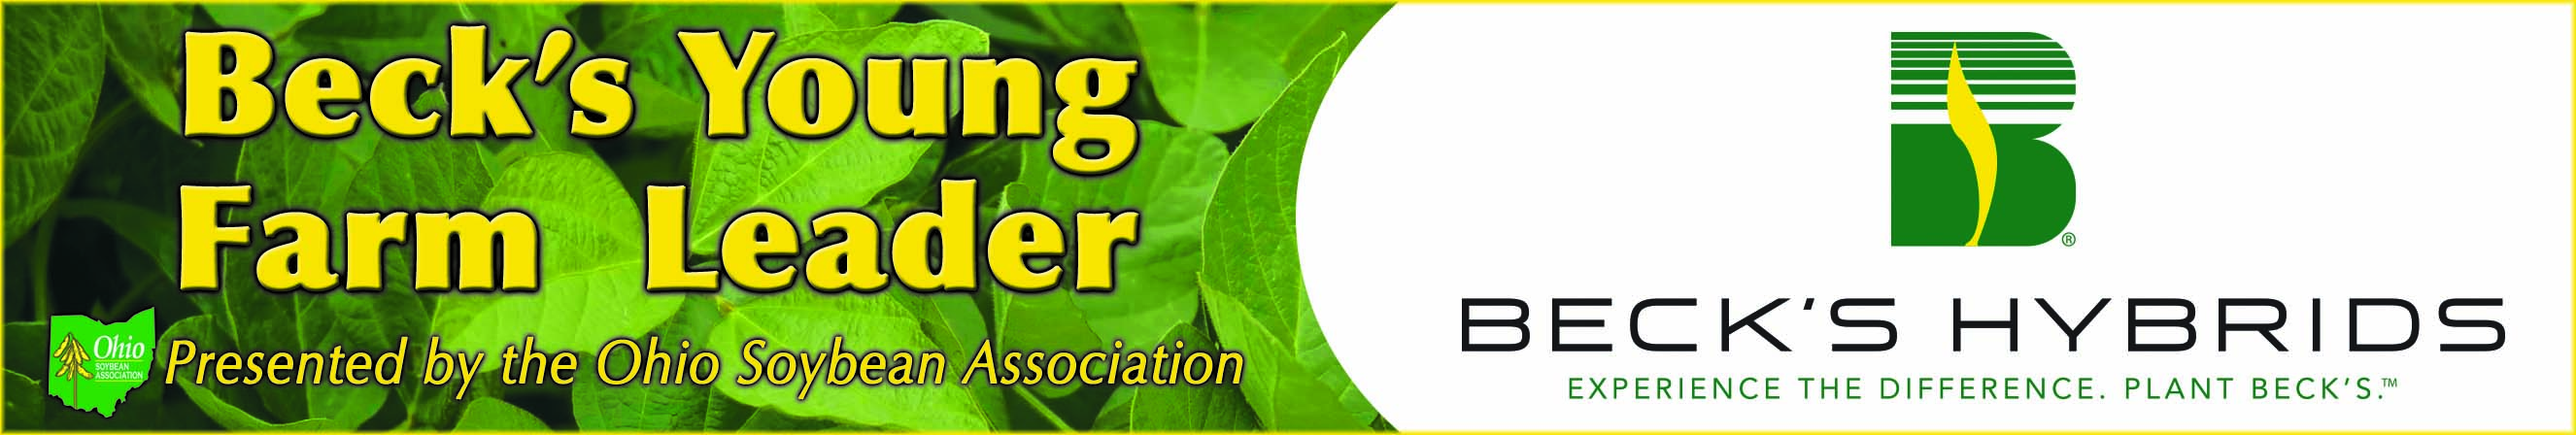 Beck's Young
Farm Leader
Ohio
SOYBEAN
ASSOCIATION
Presented by the Ohio Soybean Association
B
®
BECK'S HYBRIDS
EXPERIENCE THE DIFFERENCE. PLANT BECK'S.™